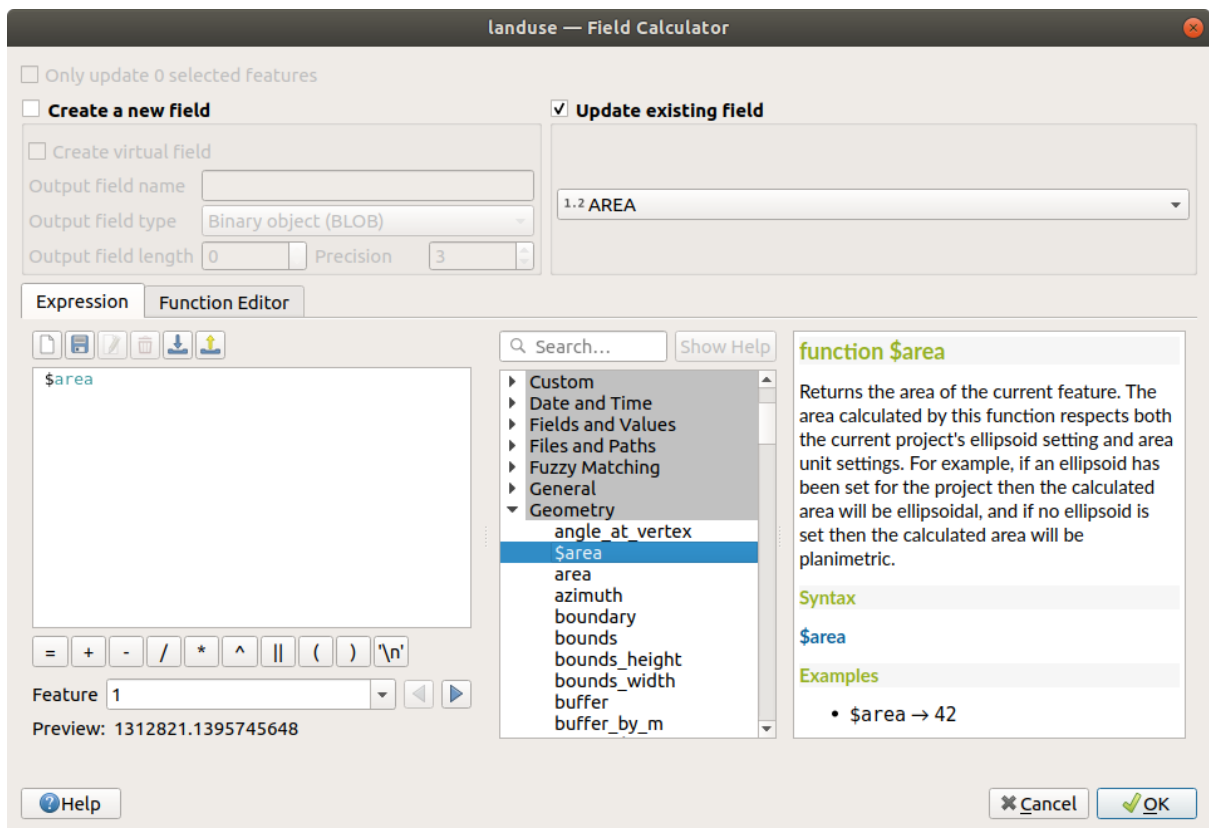 landuse — Field Calculator
Only update 0 selected features
Create a new field
Update existing field
Create virtual field
Output field name
1.2 AREA
Output field type Binary object (BLOB)
Output field length 0 Precision 3
Expression Function Editor
Search... Show Help
$area
Custom
Date and Time
Fields and Values
Files and Paths
Fuzzy Matching
General
Geometry
angle_at_vertex
$area
area
azimuth
boundary
bounds
bounds_height
bounds_width
buffer
buffer_by_m
function $area
Returns the area of the current feature. The
area calculated by this function respects both
the current project's ellipsoid setting and area
unit settings. For example, if an ellipsoid has
been set for the project then the calculated
area will be ellipsoidal, and if no ellipsoid is
set then the calculated area will be
planimetric.
Syntax
$area
Examples
• $area → 42
= + - / * ^ || ( ) '\n'
Feature 1
Preview: 1312821.1395745648
Help
Cancel
OK